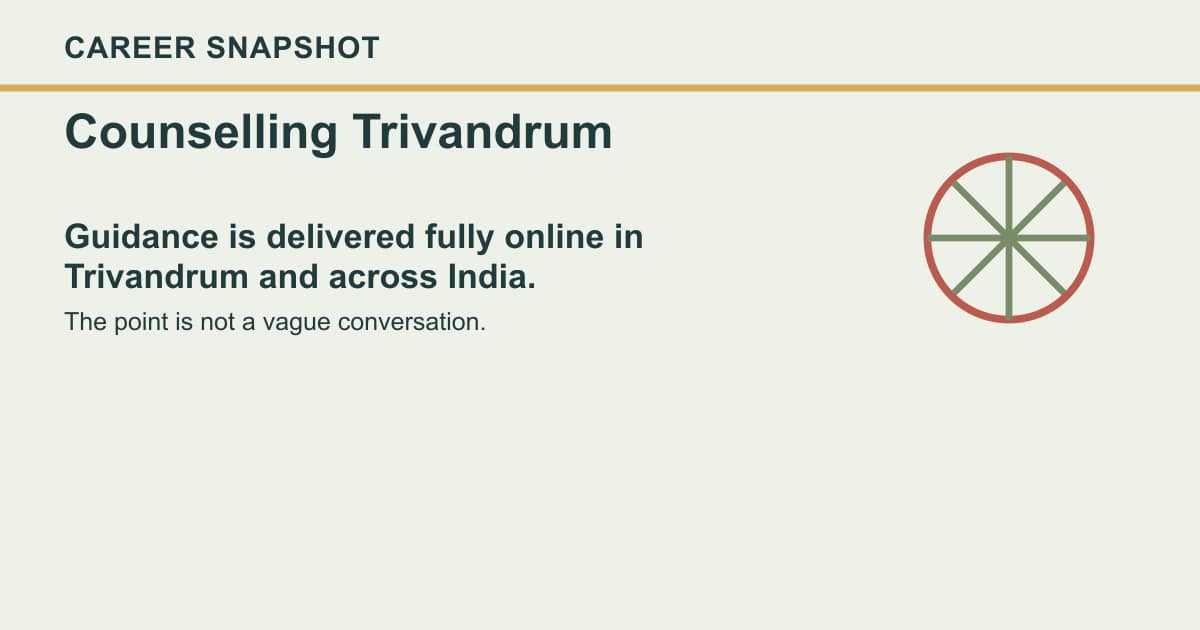 CAREER SNAPSHOT
Counselling Trivandrum
Guidance is delivered fully online in
Trivandrum and across India.
The point is not a vague conversation.